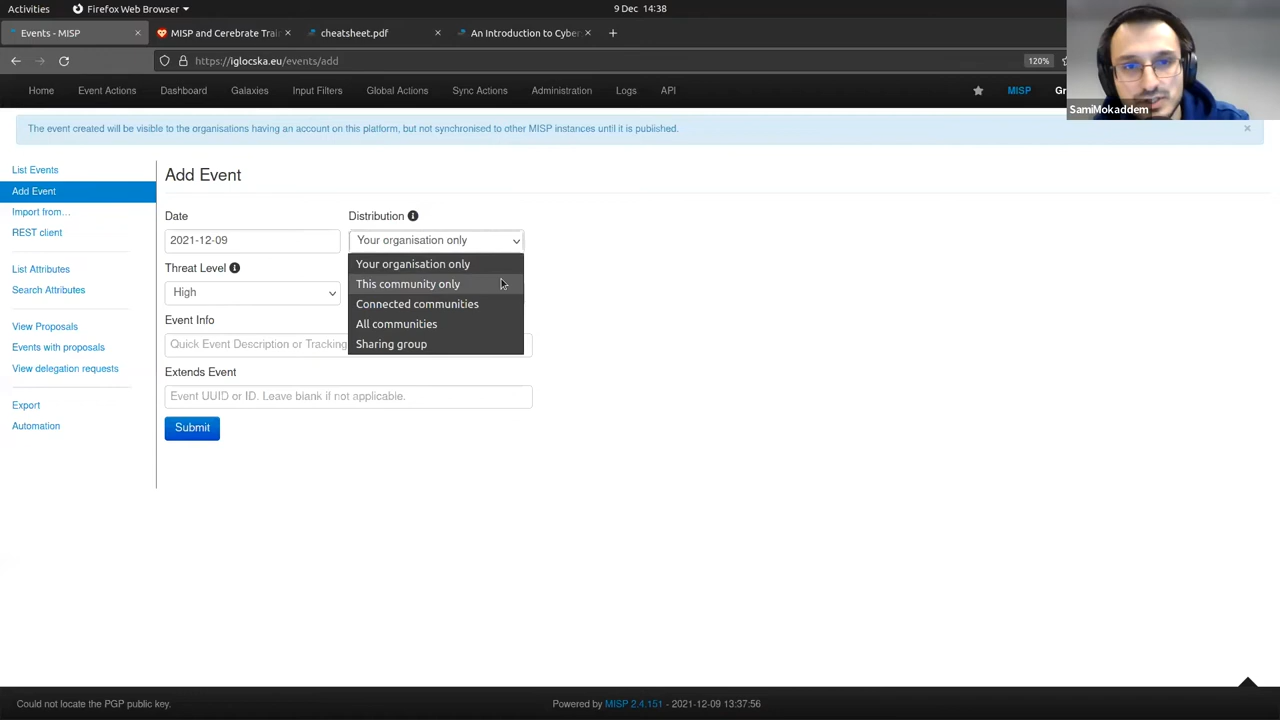 Activities
Firefox Web Browser
9 Dec 14:38
Events - MISP
MISP and Cerebrate Trai
cheatsheet.pdf
An Introduction to Cyber
https://iglocska.eu/events/add
120%
Home
Event Actions
Dashboard
Galaxies
Input Filters
Global Actions
Sync Actions
Administration
Logs
API
MISP
SamiMokaddem
The event created will be visible to the organisations having an account on this platform, but not synchronised to other MISP instances until it is published.
List Events
Add Event
Import from…
REST client
List Attributes
Search Attributes
View Proposals
Events with proposals
View delegation requests
Export
Automation
Add Event
Date
Distribution
2021-12-09
Your organisation only
Threat Level
High
Your organisation only
This community only
Connected communities
All communities
Sharing group
Event Info
Quick Event Description or Tracking
Extends Event
Event UUID or ID. Leave blank if not applicable.
Submit
Could not locate the PGP public key.
Powered by MISP 2.4.151 - 2021-12-09 13:37:56